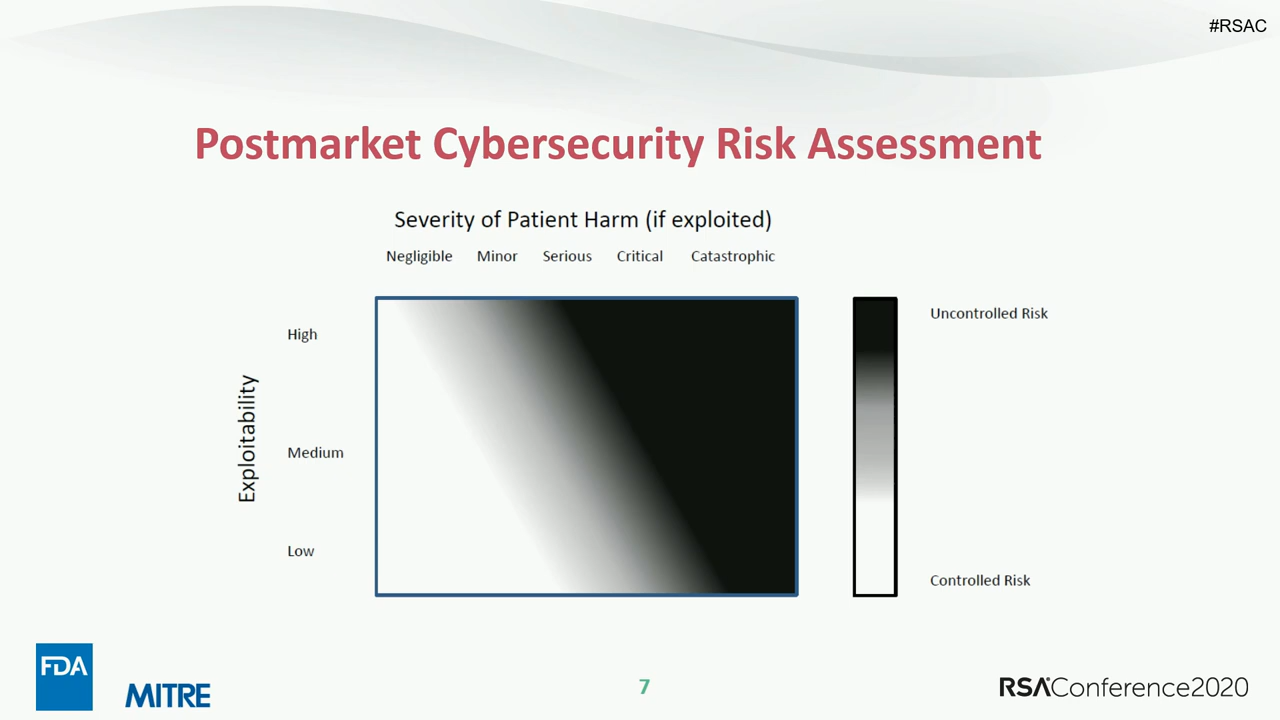 #RSAC
Postmarket Cybersecurity Risk Assessment
Severity of Patient Harm (if exploited)
Negligible Minor Serious Critical Catastrophic
Exploitability
High
Medium
Low
Uncontrolled Risk
Controlled Risk
FDA
MITRE
7
RSAConference2020